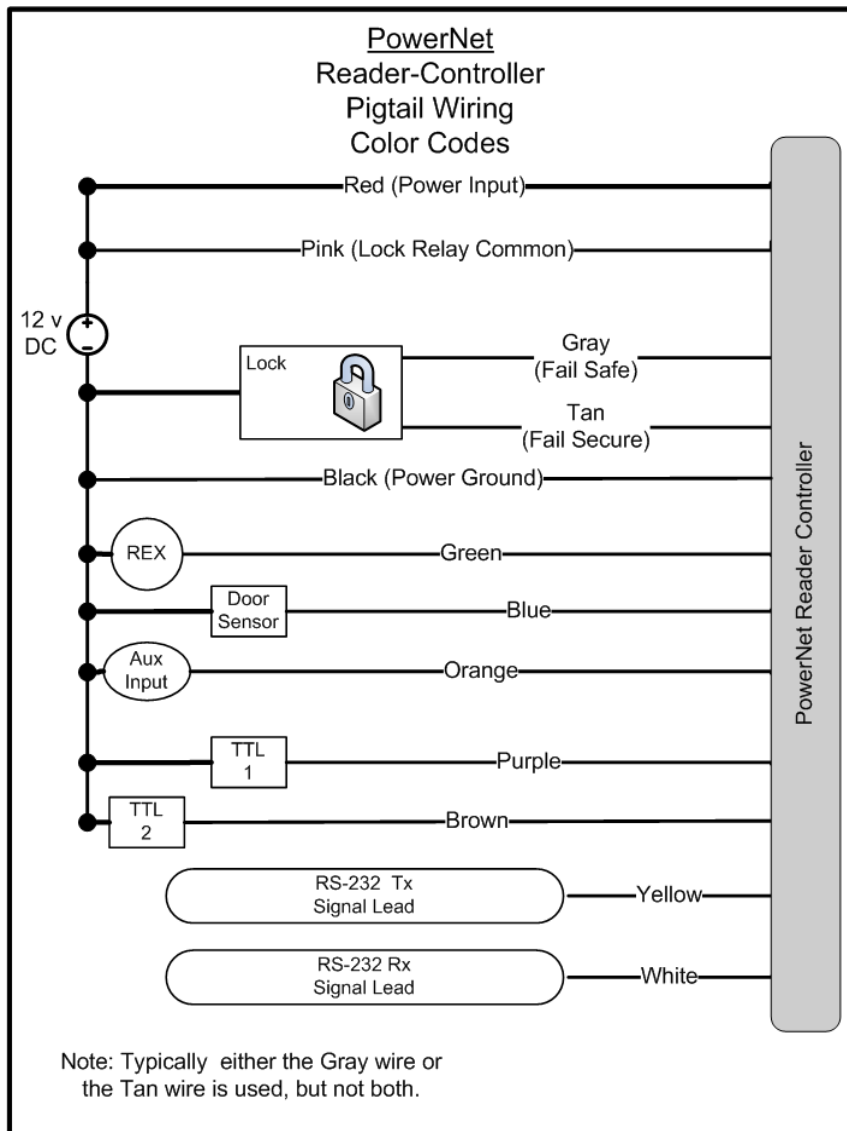 PowerNet
Reader-Controller
Pigtail Wiring
Color Codes
Red (Power Input)
Pink (Lock Relay Common)
12 v
DC
+
−
Lock
Gray
(Fail Safe)
Tan
(Fail Secure)
Black (Power Ground)
REX
Green
Door
Sensor
Blue
Aux
Input
Orange
TTL
1
Purple
TTL
2
Brown
RS-232 Tx
Signal Lead
Yellow
RS-232 Rx
Signal Lead
White
PowerNet Reader Controller
Note: Typically either the Gray wire or
the Tan wire is used, but not both.